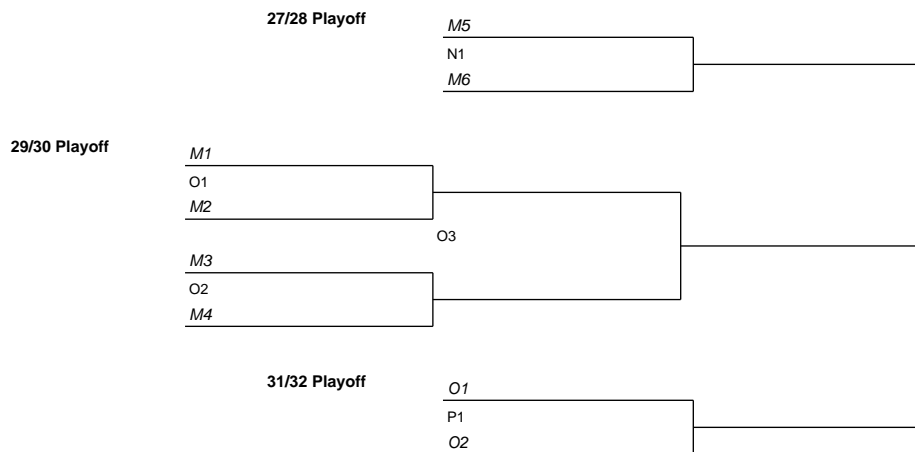 27/28 Playoff
M5
N1
M6
29/30 Playoff
M1
O1
M2
O3
M3
O2
M4
31/32 Playoff
O1
P1
O2